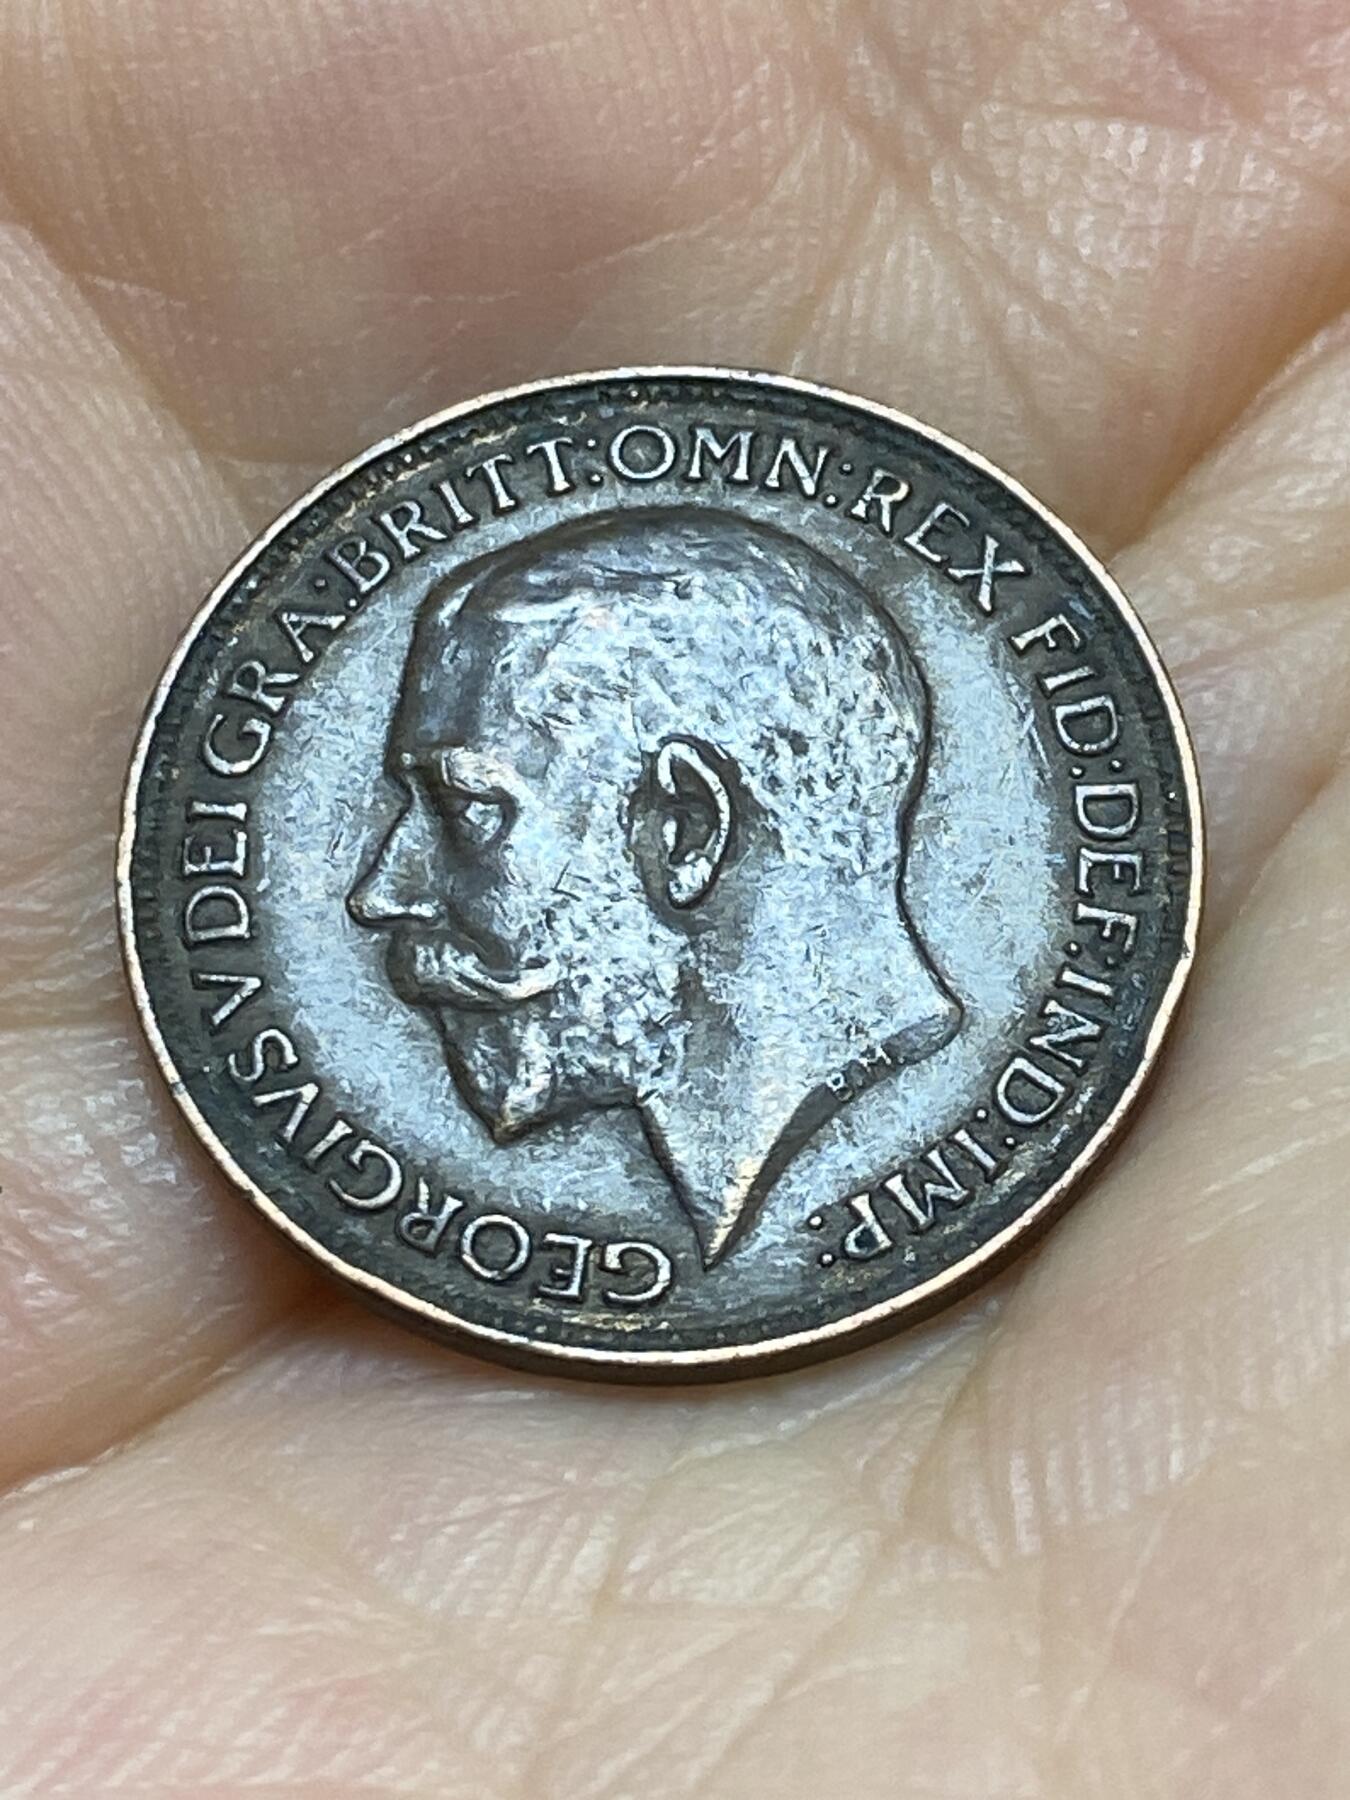 GEORGIVS V DEI GRA: BRITT: OMN: REX FID: DEF: IND: IMP:
B.M.